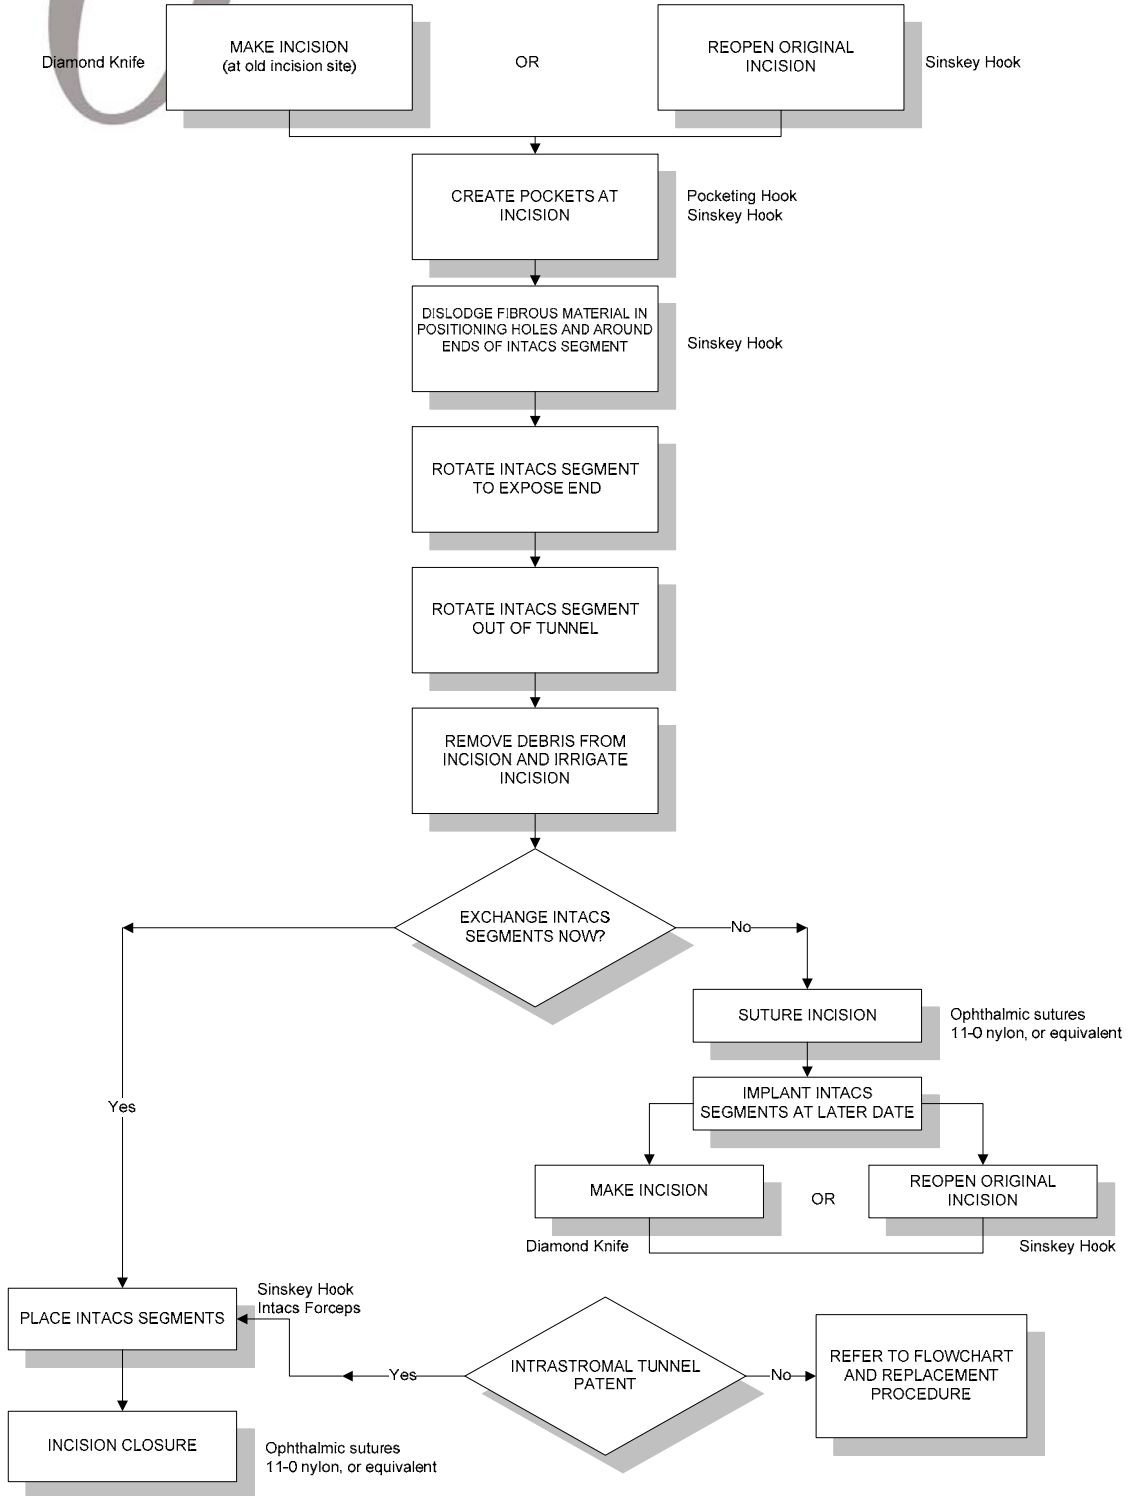 Diamond Knife
MAKE INCISION
(at old incision site)
OR
REOPEN ORIGINAL
INCISION
Sinskey Hook
CREATE POCKETS AT
INCISION
Pocketing Hook
Sinskey Hook
DISLODGE FIBROUS MATERIAL IN
POSITIONING HOLES AND AROUND
ENDS OF INTACS SEGMENT
Sinskey Hook
ROTATE INTACS SEGMENT
TO EXPOSE END
ROTATE INTACS SEGMENT
OUT OF TUNNEL
REMOVE DEBRIS FROM
INCISION AND IRRIGATE
INCISION
EXCHANGE INTACS
SEGMENTS NOW?
No
SUTURE INCISION
Ophthalmic sutures
11-0 nylon, or equivalent
IMPLANT INTACS
SEGMENTS AT LATER DATE
Yes
MAKE INCISION
OR
REOPEN ORIGINAL
INCISION
Diamond Knife
Sinskey Hook
Sinskey Hook
Intacs Forceps
PLACE INTACS SEGMENTS
Yes
INTRASTROMAL TUNNEL
PATENT
No
REFER TO FLOWCHART
AND REPLACEMENT
PROCEDURE
INCISION CLOSURE
Ophthalmic sutures
11-0 nylon, or equivalent